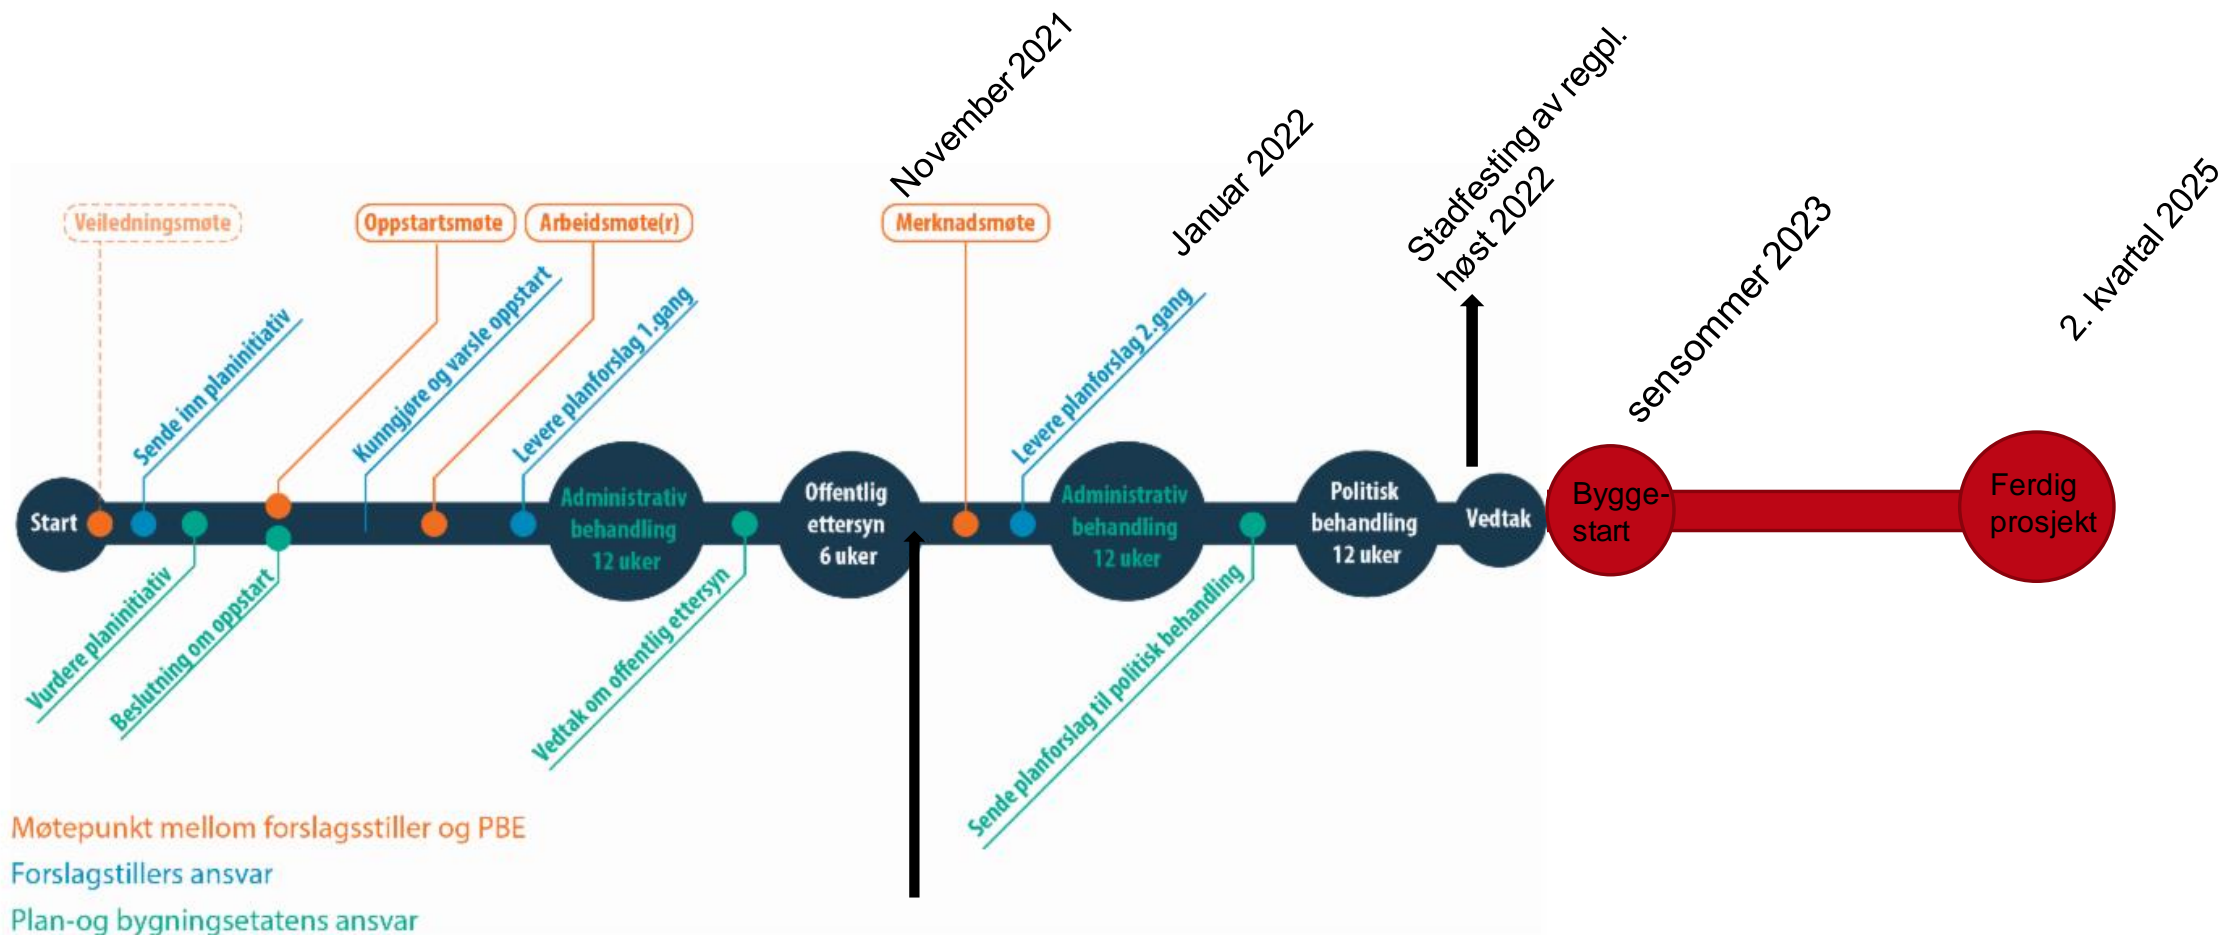 November 2021
Januar 2022
Stadfesting av regpl.
høst 2022
sensommer 2023
2. kvartal 2025
Veiledningsmøte
Oppstartsmøte
Arbeidsmøte(r)
Merknadsmøte
Sende inn planinitiativ
Kunngjøre og varsle oppstart
Levere planforslag 1.gang
Levere planforslag 2.gang
Start
Administrativ
behandling
12 uker
Offentlig
ettersyn
6 uker
Administrativ
behandling
12 uker
Politisk
behandling
12 uker
Vedtak
Bygge-
start
Ferdig
prosjekt
Vurdere planinitiativ
Beslutning om oppstart
Vedtak om offentlig ettersyn
Sende planforslag til politisk behandling
Møtepunkt mellom forslagsstiller og PBE
Forslagstillers ansvar
Plan-og bygningsetatens ansvar